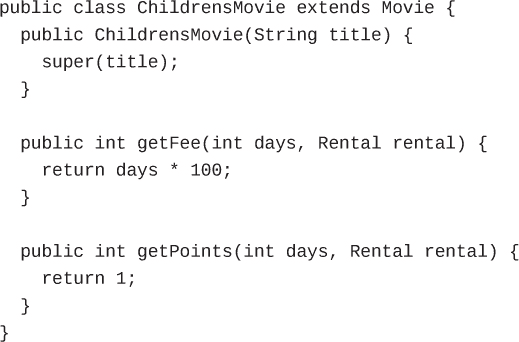 public class ChildrensMovie extends Movie {
  public ChildrensMovie(String title) {
    super(title);
  }

  public int getFee(int days, Rental rental) {
    return days * 100;
  }

  public int getPoints(int days, Rental rental) {
    return 1;
  }
}